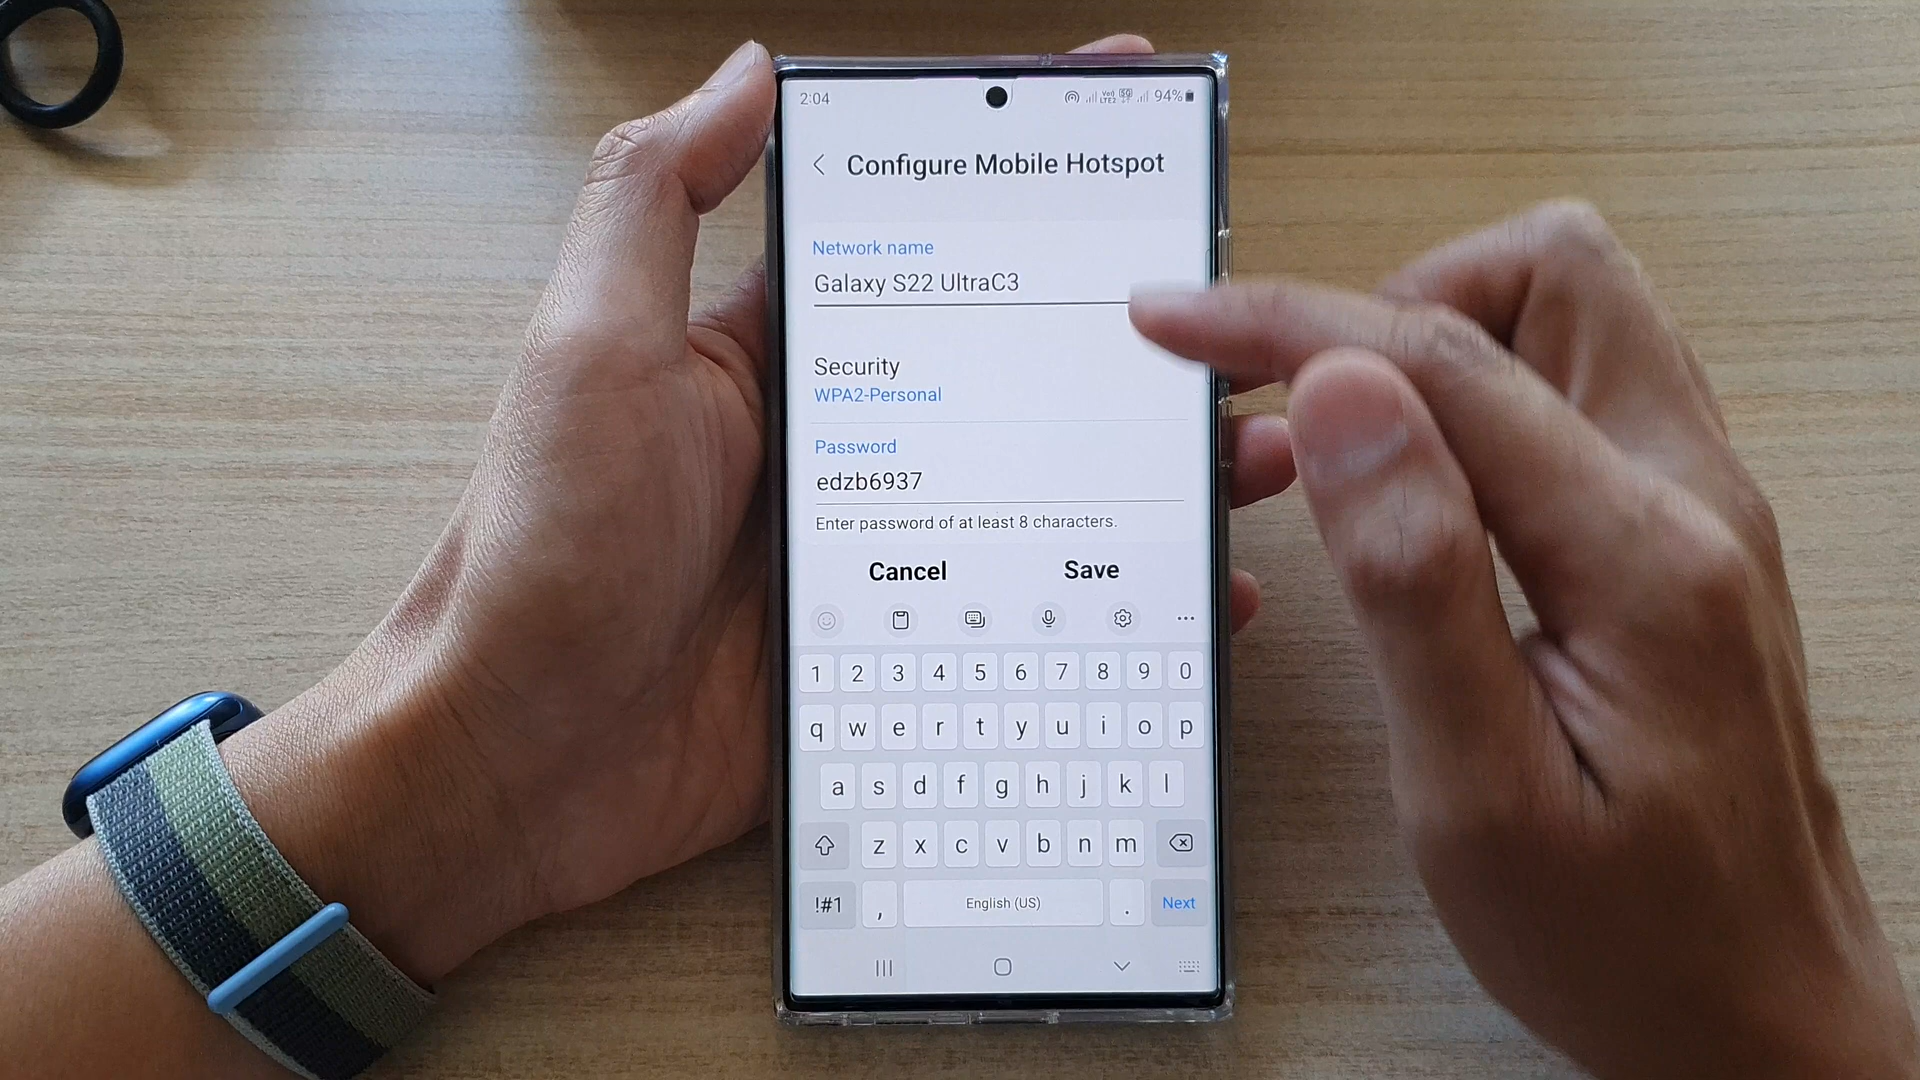 2:04 94%
Configure Mobile Hotspot
Network name
Galaxy S22 UltraC3
Security
WPA2-Personal
Password
edzb6937
Enter password of at least 8 characters.
Cancel Save
1 2 3 4 5 6 7 8 9 0
q w e r t y u i o p
a s d f g h j k l
z x c v b n m
!#1 , English (US) . Next